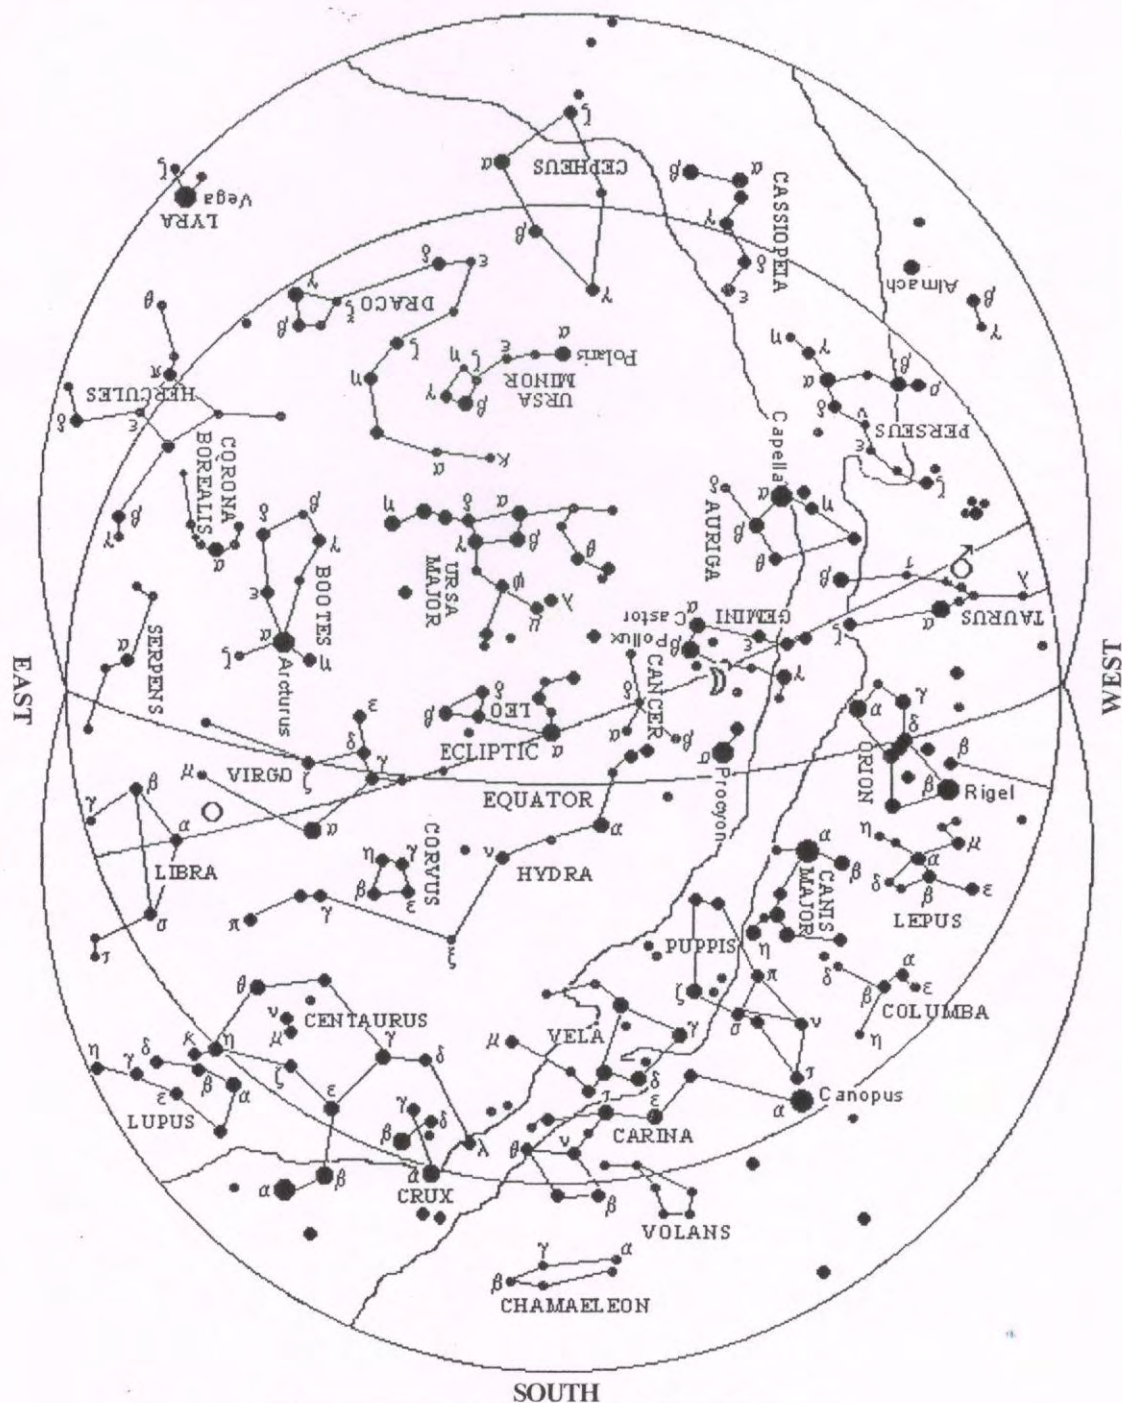 ζ
CEPHEUS
α
β
γ
β
α
CASSIOPEIA
γ
δ
ε
ζ
Vega
LYRA
Almach
β
γ
δ
ε
γ
DRACO
β
ξ
ζ
η
α
κ
θ
π
HERCULES
δ
ε
β
γ
α
Polaris
ε
ζ
η
URSA
MINOR
γ
β
η
γ
α
β
ρ
δ
ν
PERSEUS
ε
ζ
Capella
α
η
δ
β
θ
AURIGA
CORONA
BOREALIS
α
δ
β
γ
BOOTES
ε
α
ζ
η
Arcturus
η
δ
α
γ
β
θ
URSA
MAJOR
φ
λ
μ
♂
β
τ
λ
TAURUS
α
ζ
α
Castor
GEMINI
β
Pollux
ε
γ
SERPENS
α
EAST
WEST
δ
CANCER
α
β
LEO
β
δ
α
ECLIPTIC
α
Procyon
α
γ
δ
β
ORION
β
Rigel
ε
δ
VIRGO
γ
ζ
μ
α
EQUATOR
β
γ
α
LIBRA
σ
τ
CORVUS
η
γ
β
ε
ν
HYDRA
α
π
γ
ξ
α
β
CANIS
MAJOR
η
η
μ
α
δ
β
ε
LEPUS
PUPPIS
π
ζ
σ
ν
τ
δ
α
β
ε
COLUMBA
η
θ
ν
CENTAURUS
μ
κ
η
γ
δ
ζ
ε
λ
VELA
μ
γ
δ
ε
α
Canopus
η
γ
δ
β
α
ε
LUPUS
γ
δ
β
α
CRUX
α
β
θ
ν
CARINA
β
VOLANS
γ
α
β
CHAMAELEON
SOUTH